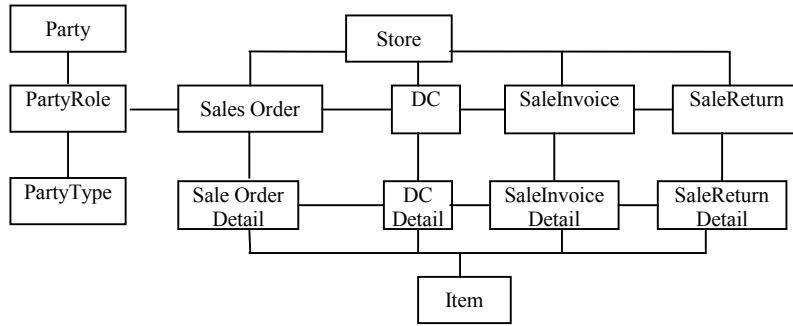 Party
Store
PartyRole
Sales Order
DC
SaleInvoice
SaleReturn
PartyType
Sale Order
Detail
DC
Detail
SaleInvoice
Detail
SaleReturn
Detail
Item